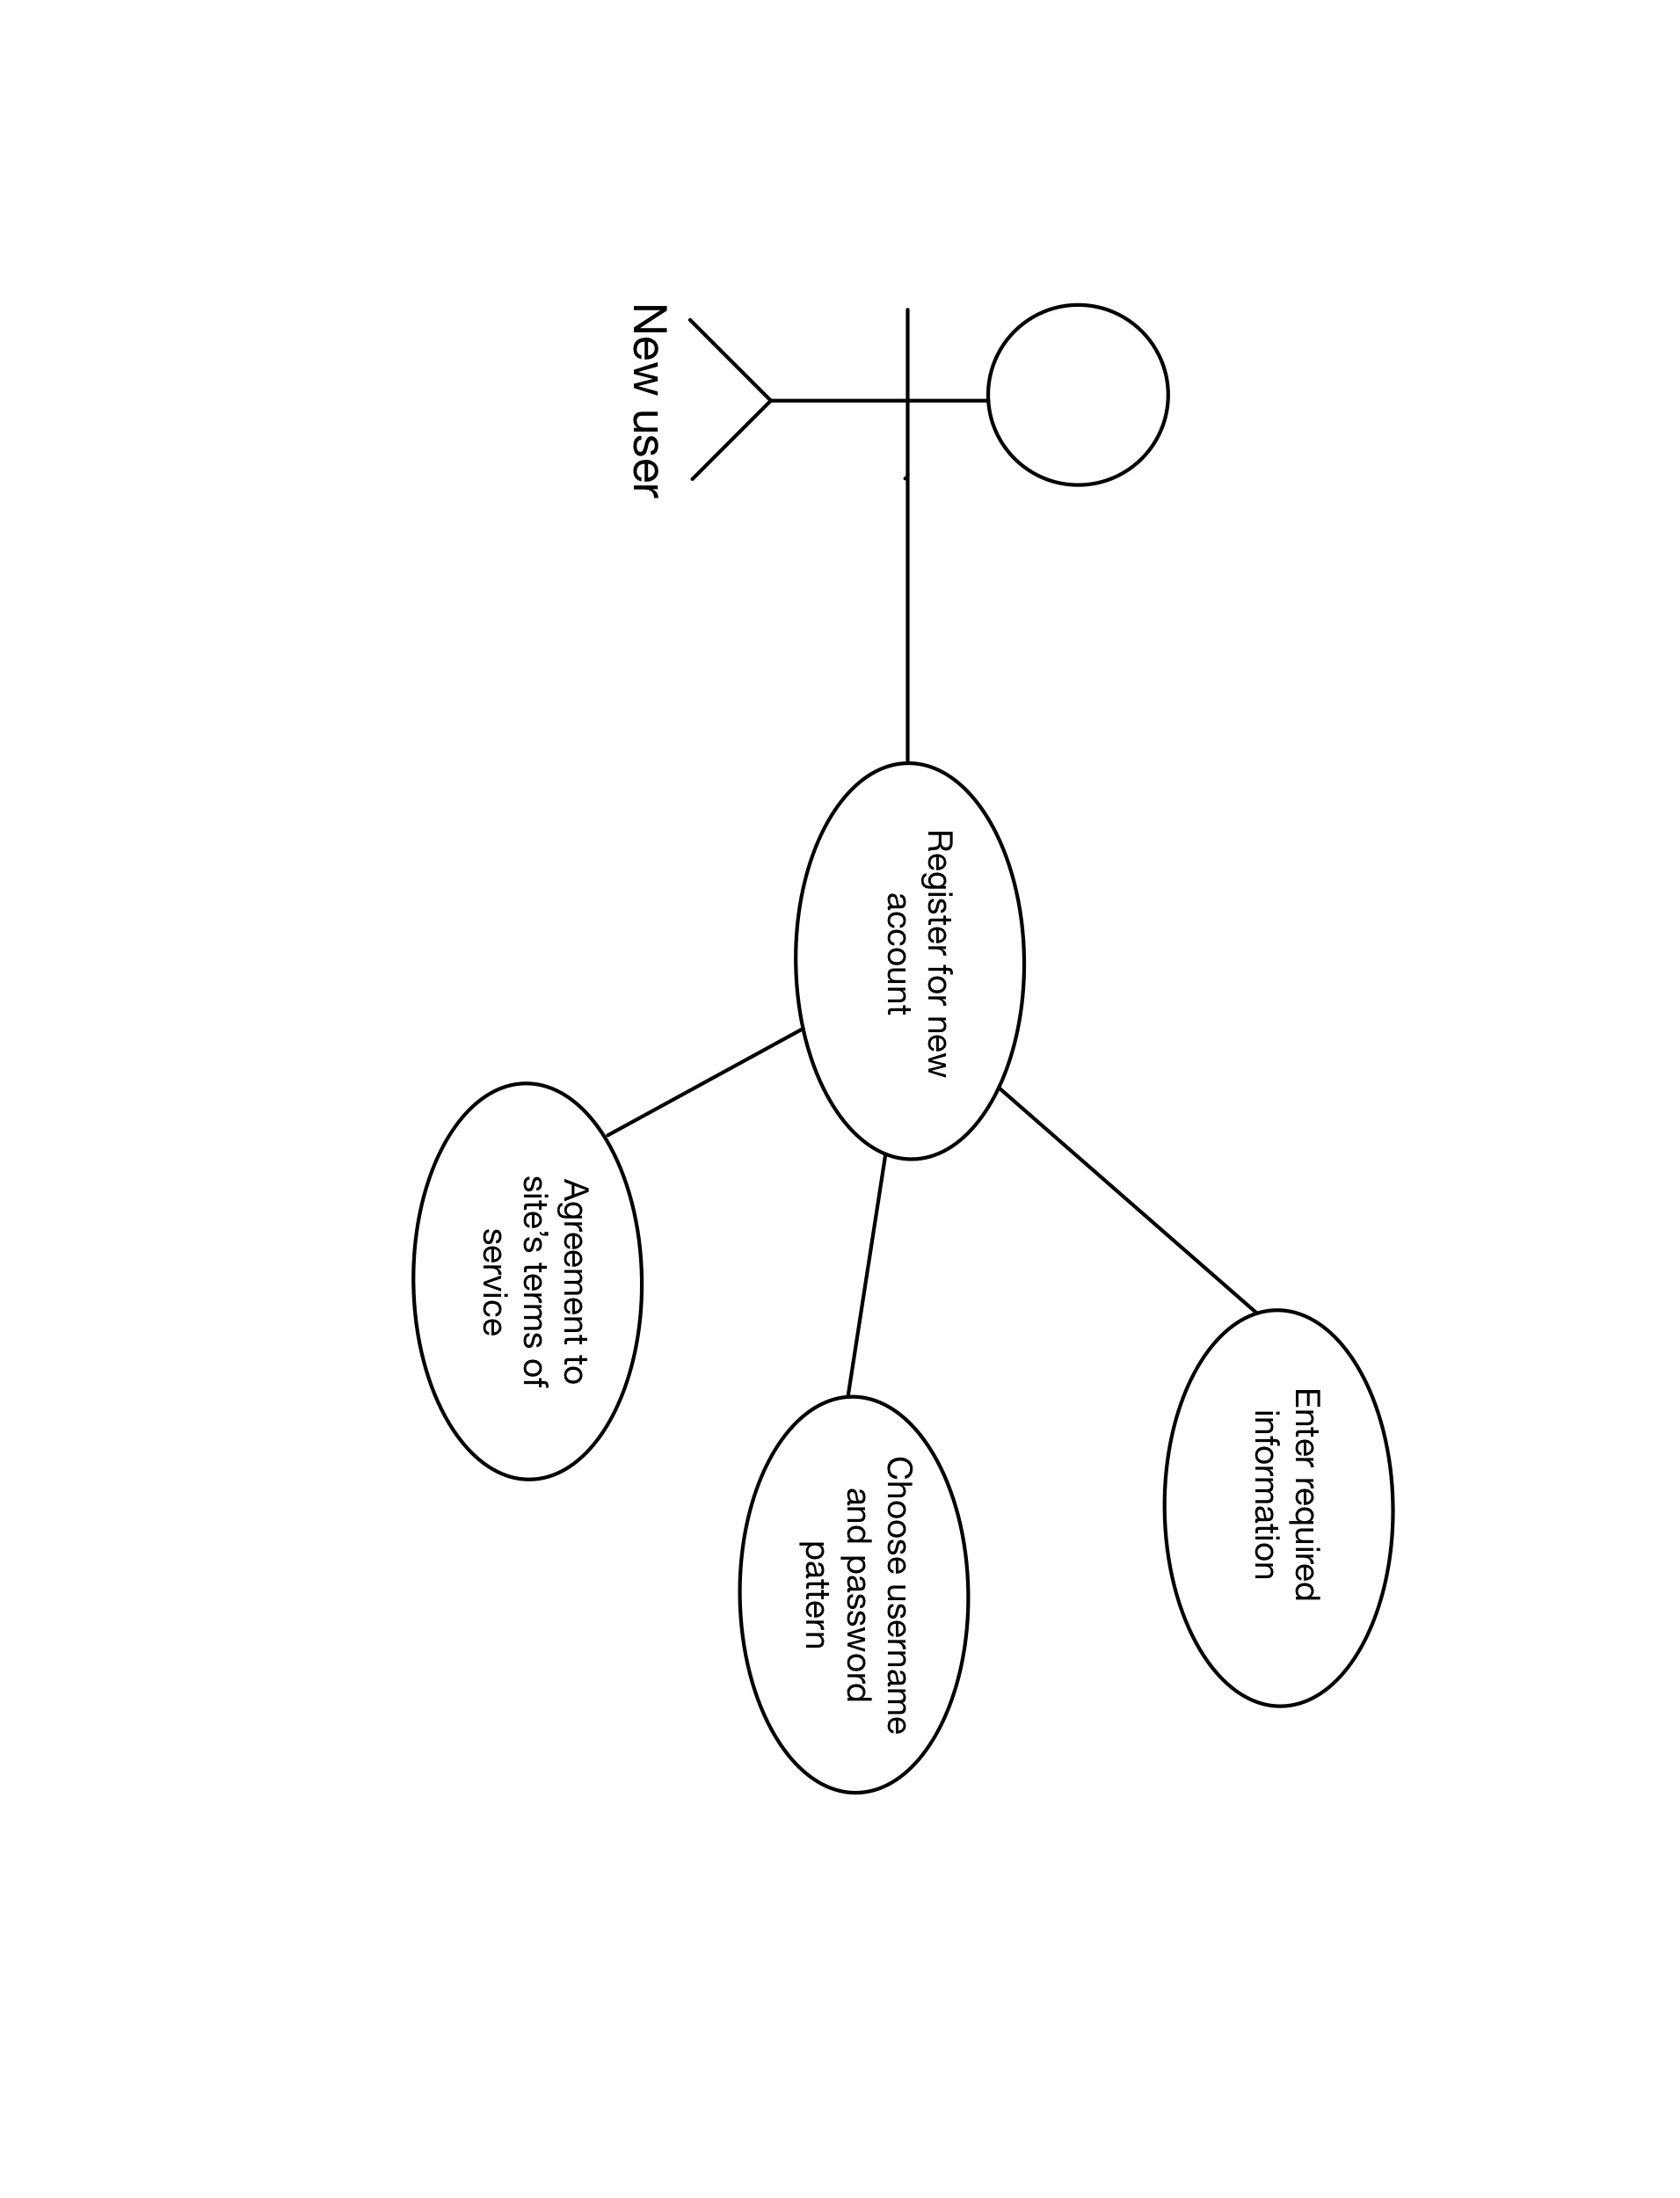 New user
Register for new
account
Enter required
information
Choose username
and password
pattern
Agreement to
site's terms of
service